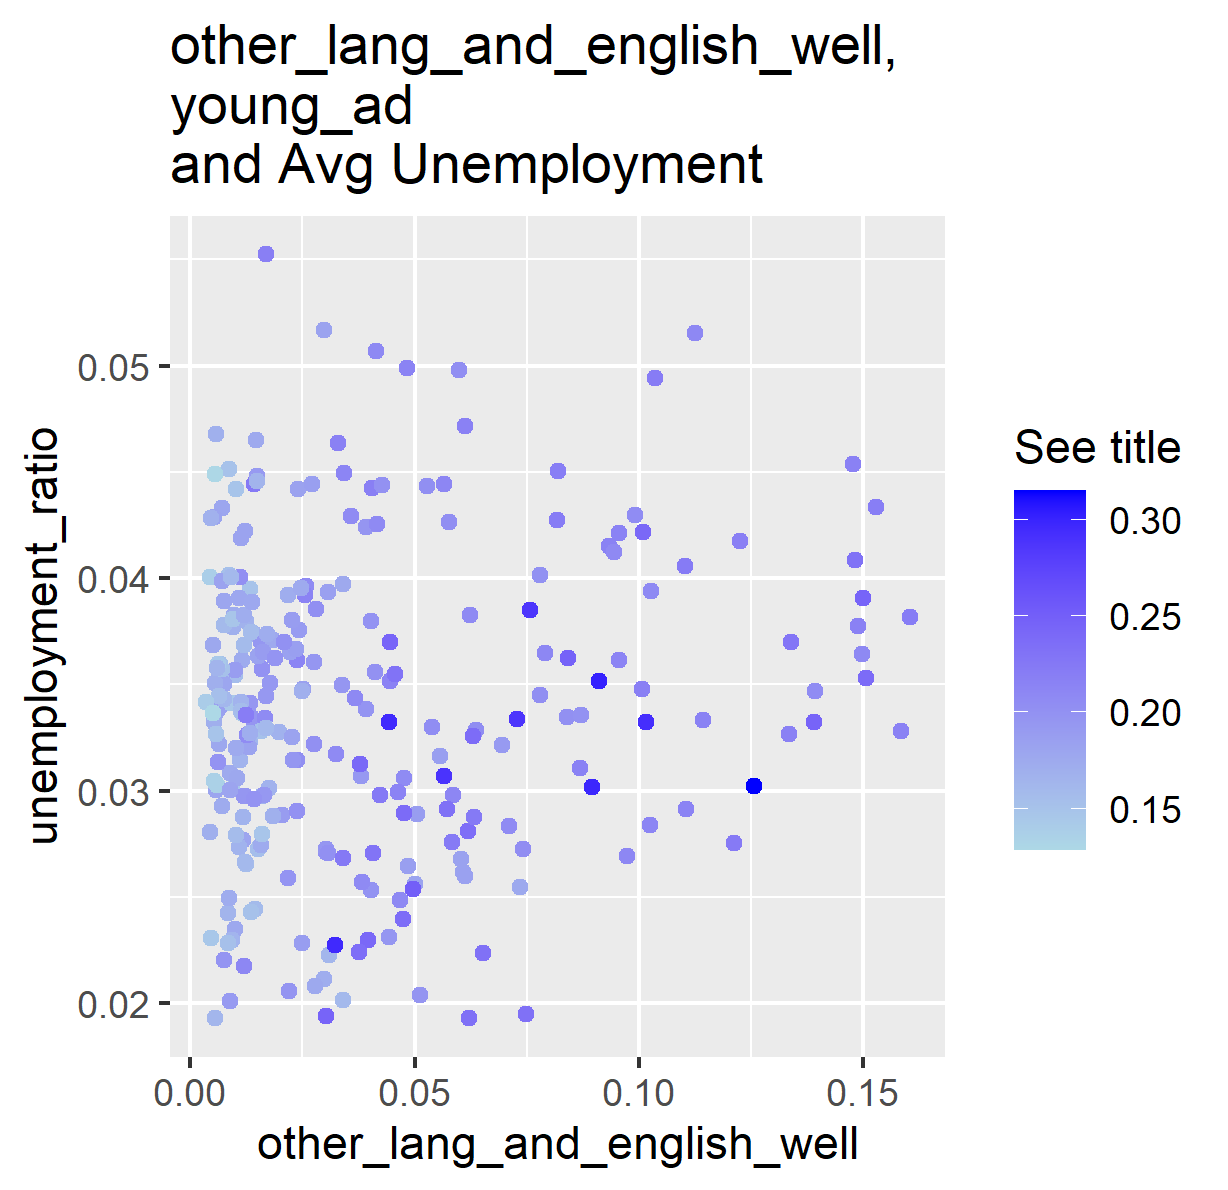 other_lang_and_english_well,
young_ad
and Avg Unemployment
unemployment_ratio
0.05
0.04
0.03
0.02
0.00
0.05
0.10
0.15
other_lang_and_english_well
See title
0.30
0.25
0.20
0.15